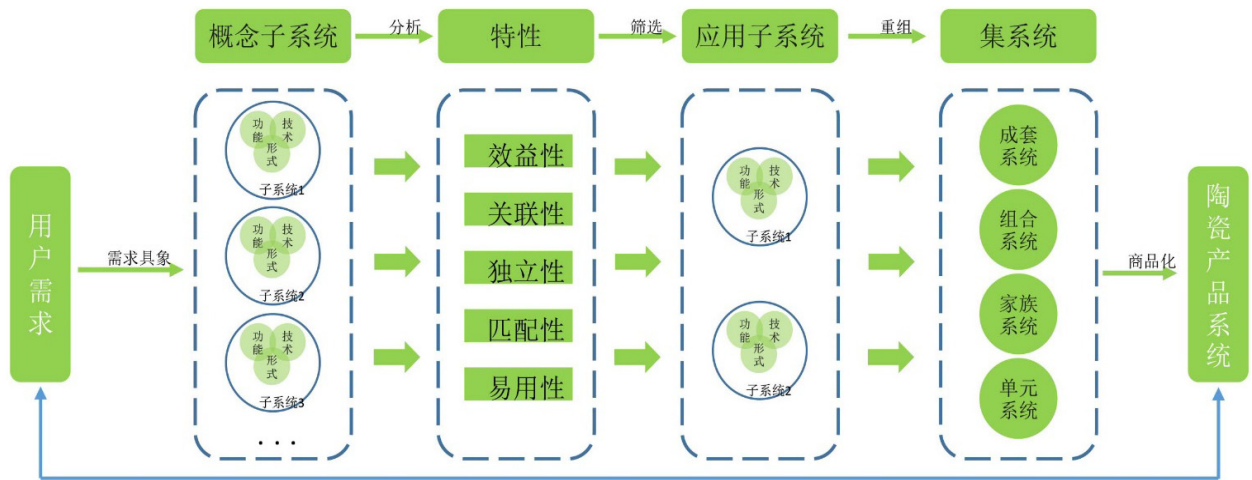 概念子系统
分析
特性
筛选
应用子系统
重组
集系统
用户需求
需求具象
功能
技术
形式
子系统1
功能
技术
形式
子系统2
功能
技术
形式
子系统3
...
效益性
关联性
独立性
匹配性
易用性
功能
技术
形式
子系统1
功能
技术
形式
子系统2
成套
系统
组合
系统
家族
系统
单元
系统
商品化
陶瓷产品系统